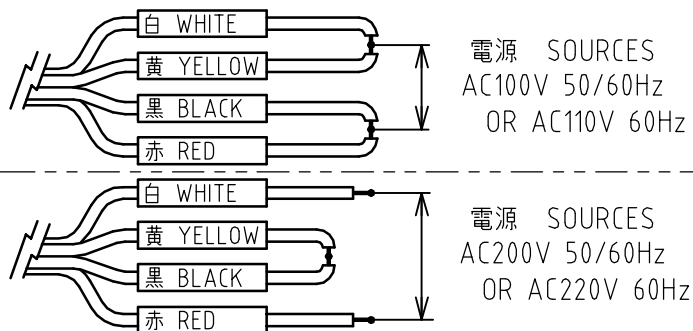 白 WHITE
黄 YELLOW
黒 BLACK
赤 RED
電源 SOURCES
AC100V 50/60Hz
OR AC110V 60Hz
白 WHITE
黄 YELLOW
黒 BLACK
赤 RED
電源 SOURCES
AC200V 50/60Hz
OR AC220V 60Hz